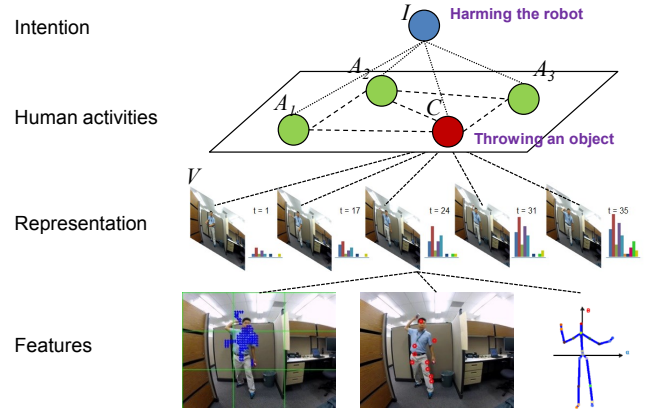 Intention
I
Harming the robot
Human activities
A1
A2
A3
C
Throwing an object
V
Representation
t = 1
t = 17
t = 24
t = 31
t = 35
Features